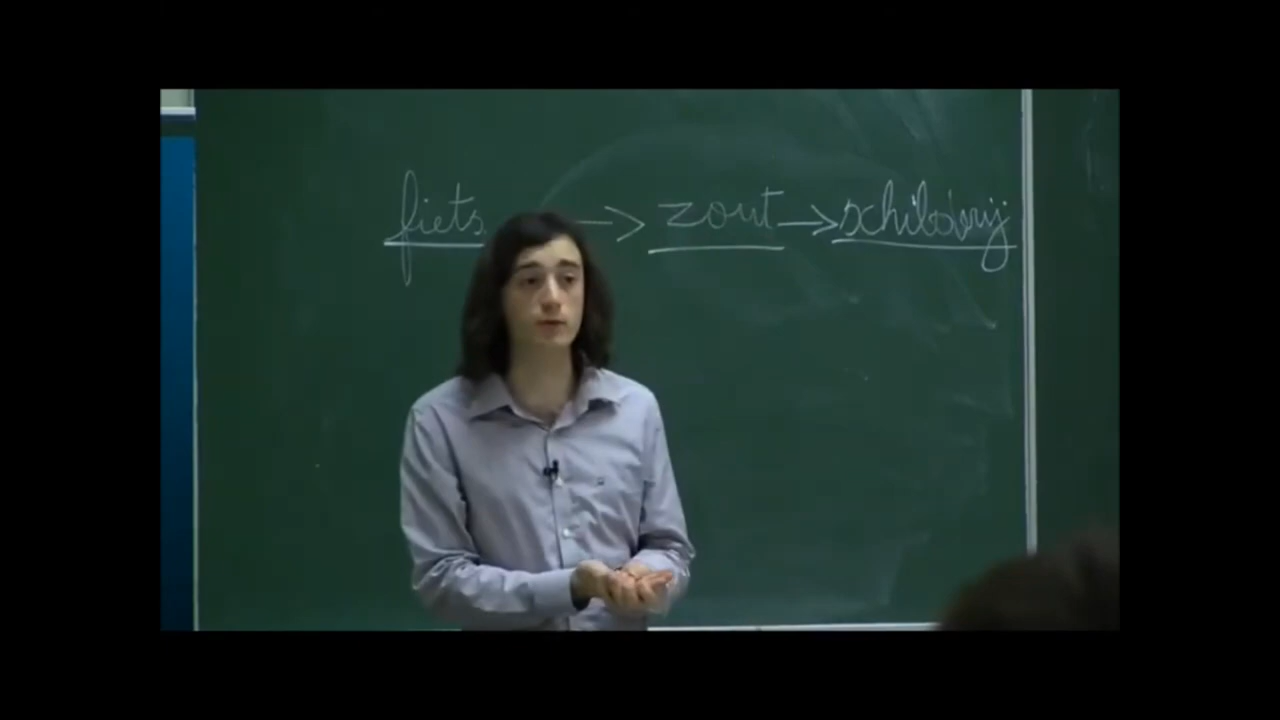 fiets → zout → schilderij